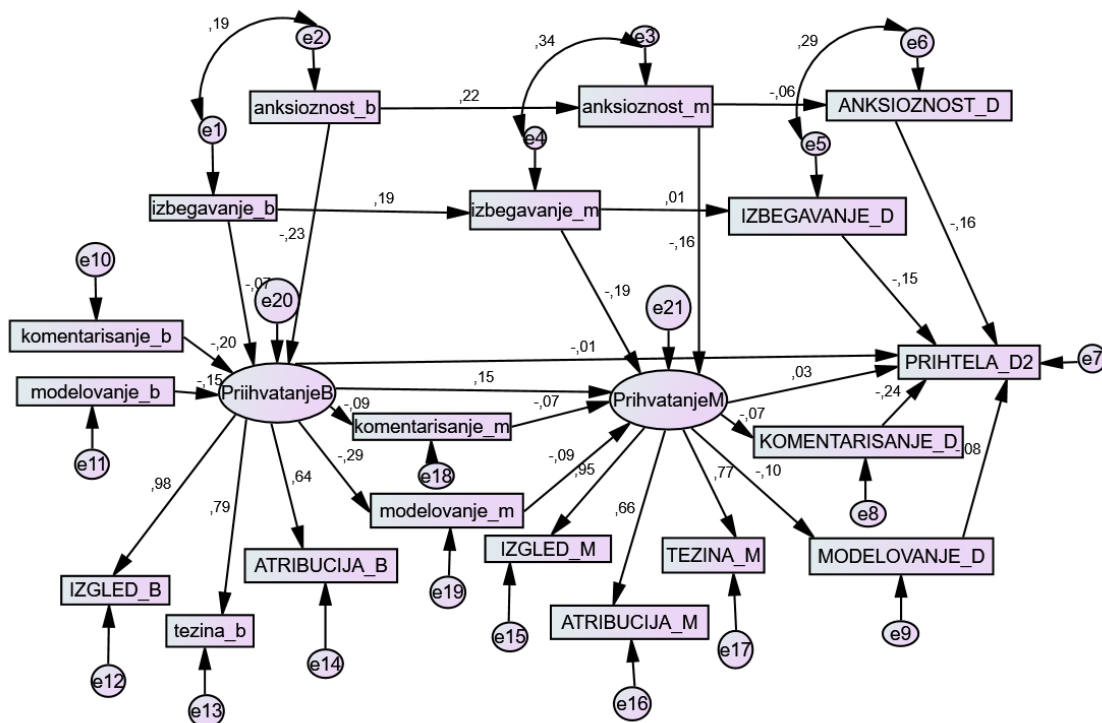 ,19
e2
,34
e3
,29
e6
anksioznost_b
,22
anksioznost_m
-,06
ANKSIOZNOST_D
e1
e4
e5
izbegavanje_b
,19
izbegavanje_m
,01
IZBEGAVANJE_D
-,23
-,16
-,16
e10
-,07
e20
-,19
e21
-,15
komentarisanje_b
-,20
-,01
PRIHTELA_D2
e7
modelovanje_b
-,15
PriihvatanjeB
,15
PrihvatanjeM
,03
-,24
e11
-,09
komentarisanje_m
-,07
-,07
KOMENTARISANJE_D
-,08
,98
,79
,64
-,29
e18
-,09
,95
,66
,77
-,10
e8
modelovanje_m
IZGLED_M
TEZINA_M
MODELOVANJE_D
ATRIBUCIJA_B
IZGLED_B
tezina_b
e19
ATRIBUCIJA_M
e14
e15
e17
e9
e12
e13
e16